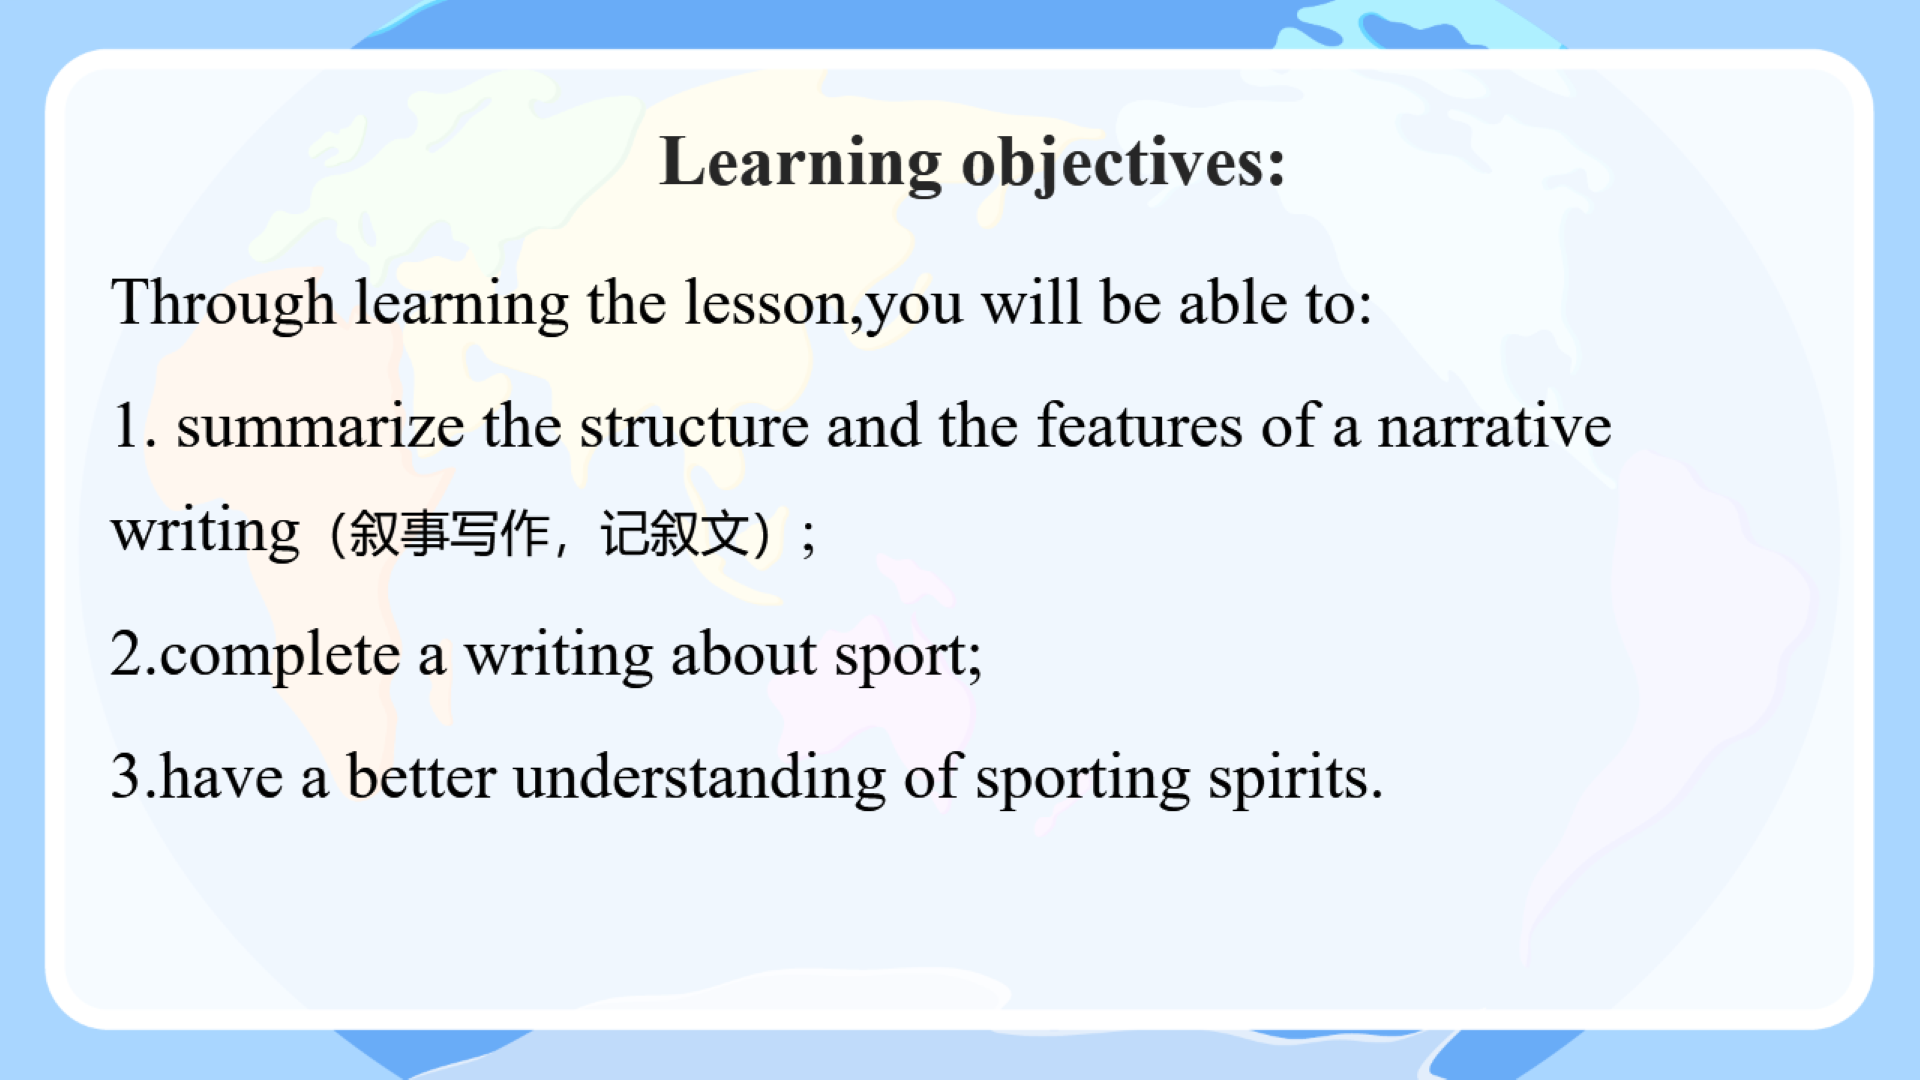 Learning objectives:
Through learning the lesson,you will be able to:
1. summarize the structure and the features of a narrative
writing（叙事写作，记叙文）;
2.complete a writing about sport;
3.have a better understanding of sporting spirits.